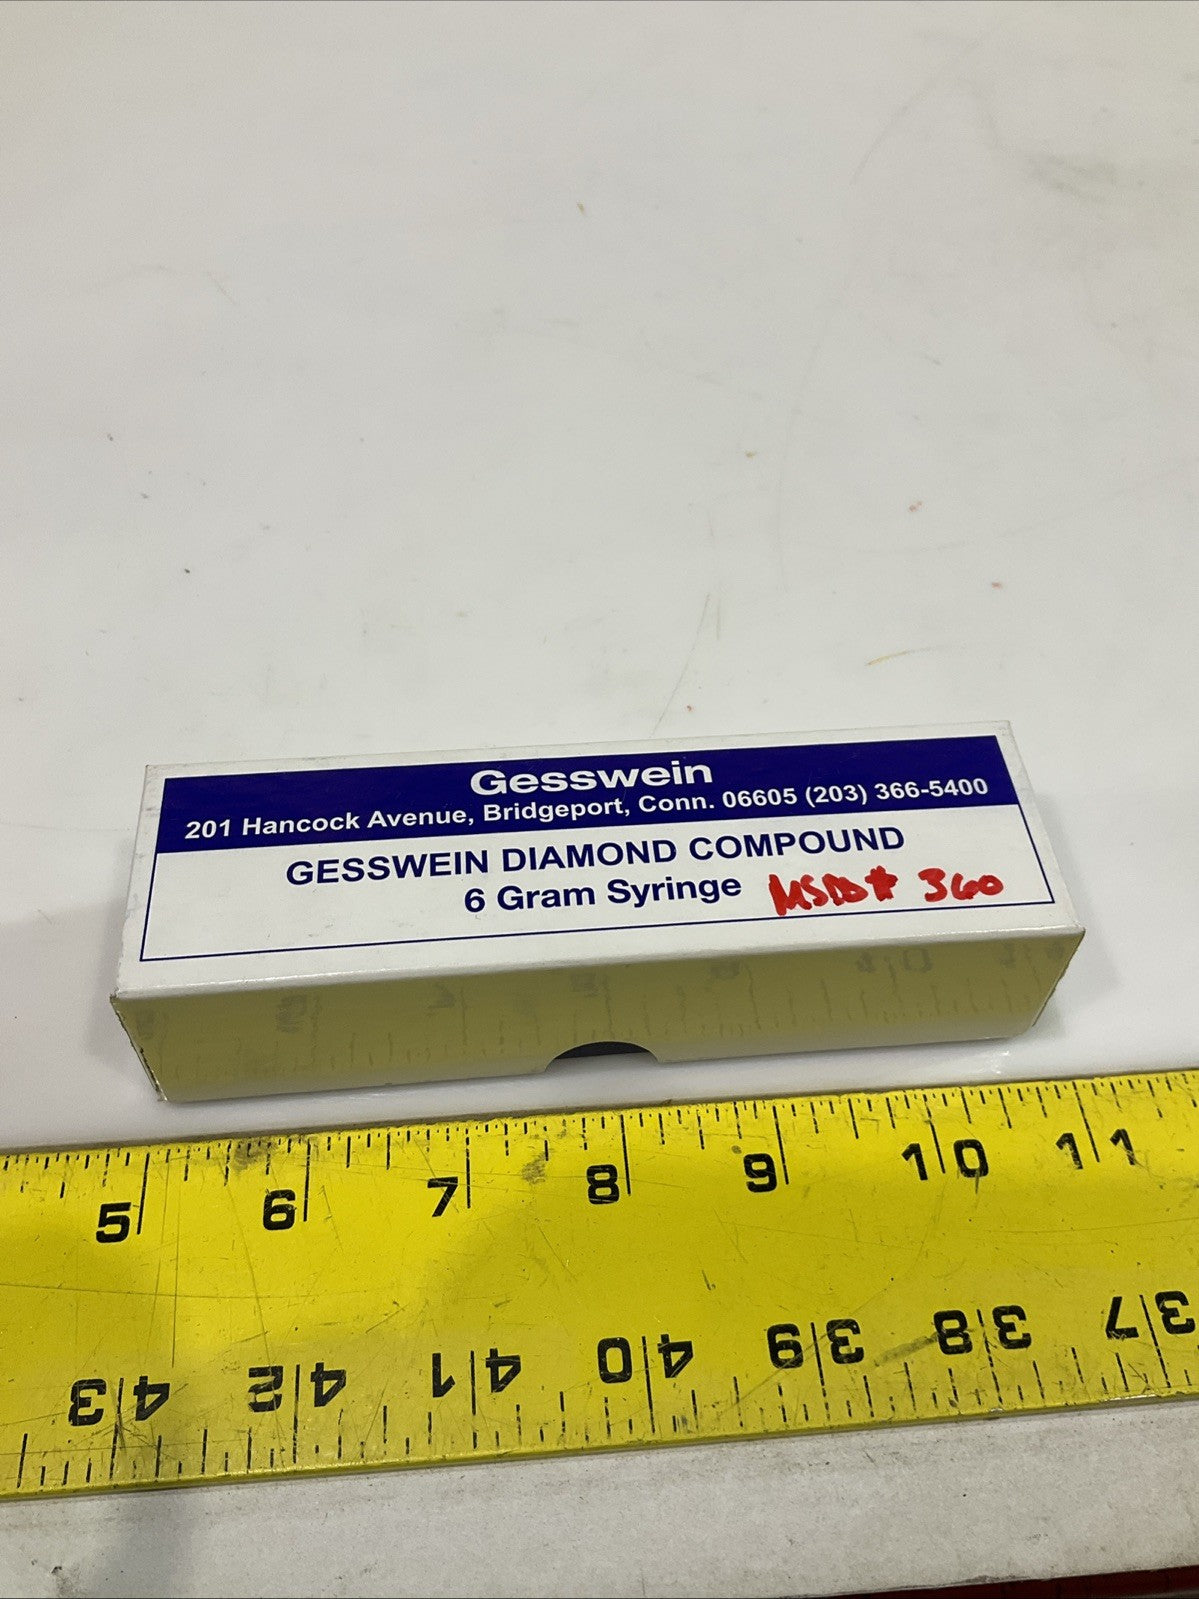 Gesswein
201 Hancock Avenue, Bridgeport, Conn. 06605 (203) 366-5400
GESSWEIN DIAMOND COMPOUND
6 Gram Syringe MSDS# 360
5 6 7 8 9 10 11
43 42 41 40 39 38 37